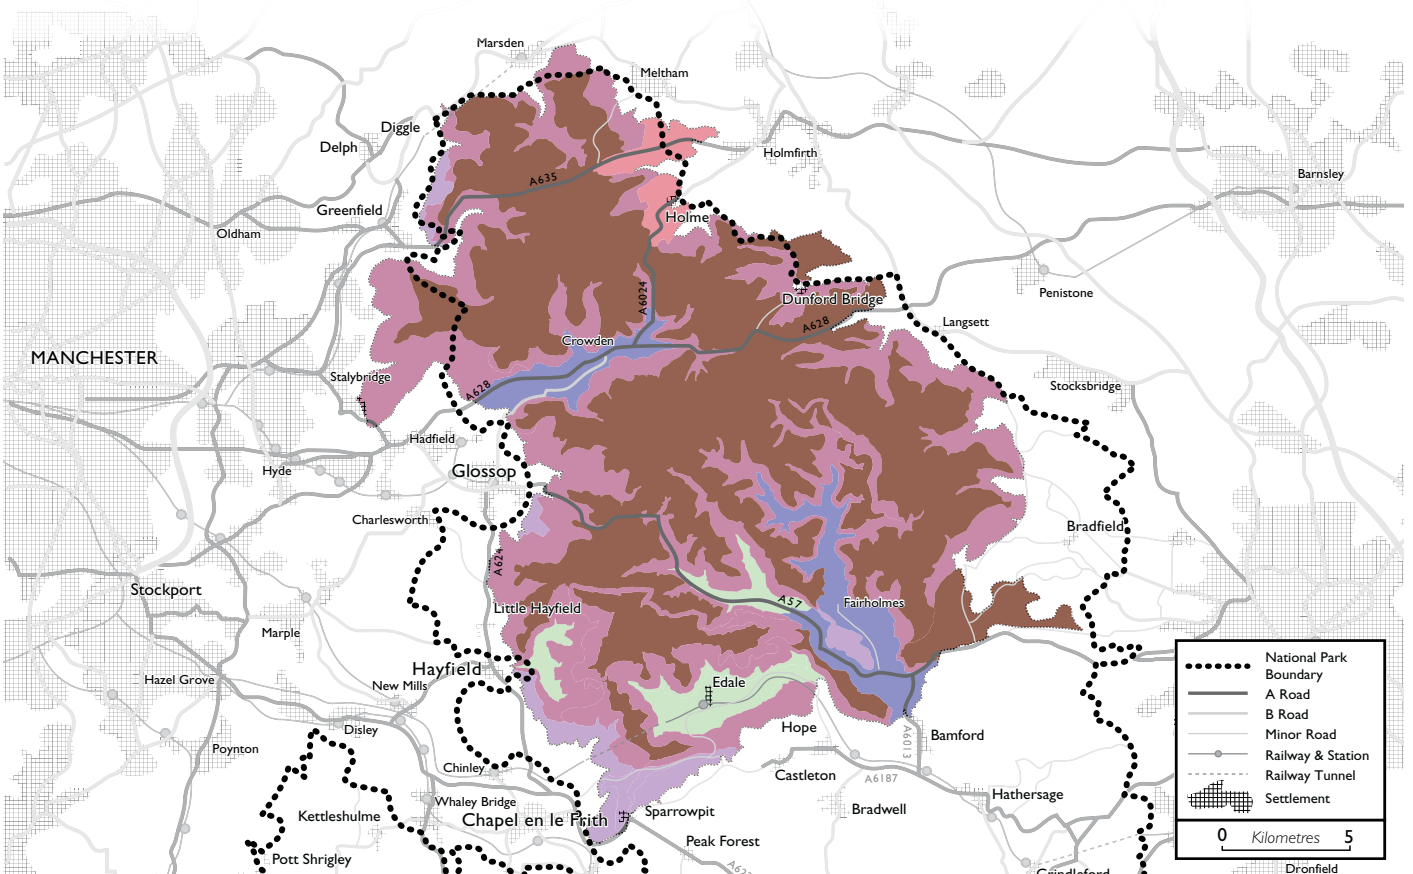 Marsden
Meltham
Diggle
Delph
Holmfirth
A635
Barnsley
Greenfield
Holme
Oldham
A6024
Dunford Bridge
Penistone
A628
Langsett
Crowden
MANCHESTER
Stalybridge
A628
Stocksbridge
Hadfield
Glossop
Hyde
Charlesworth
Bradfield
A624
Stockport
A57
Fairholmes
Little Hayfield
Marple
Hayfield
Hazel Grove
New Mills
Edale
Disley
Hope
Bamford
A6013
Poynton
Chinley
Castleton
A6187
Hathersage
Whaley Bridge
Kettleshulme
Chapel en le Frith
Sparrowpit
Bradwell
Peak Forest
Pott Shrigley
Grindleford
Dronfield
National Park
Boundary
A Road
B Road
Minor Road
Railway & Station
Railway Tunnel
Settlement
0 Kilometres 5